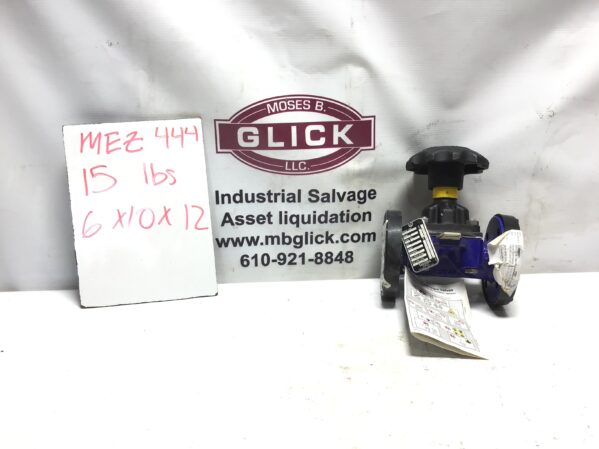 MEZ 444
15 lbs
6 x 10 x 12
MOSES B.
GLICK
LLC.
Industrial Salvage
Asset liquidation
www.mbglick.com
610-921-8848